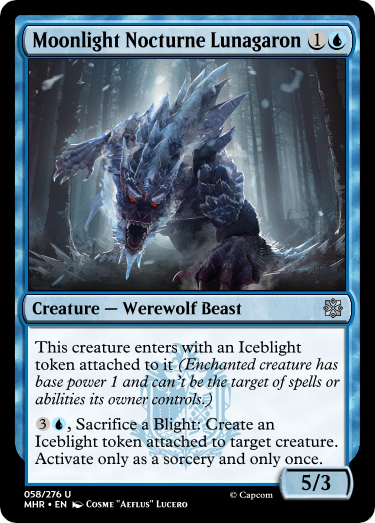 Moonlight Nocturne Lunagaron 1
Creature — Werewolf Beast
This creature enters with an Iceblight
token attached to it (Enchanted creature has
base power 1 and can't be the target of spells or
abilities its owner controls.)
3, Sacrifice a Blight: Create an
Iceblight token attached to target creature.
Activate only as a sorcery and only once.
5/3
058/276 U
MHR • EN Cosme "Aeflus" Lucero
© Capcom